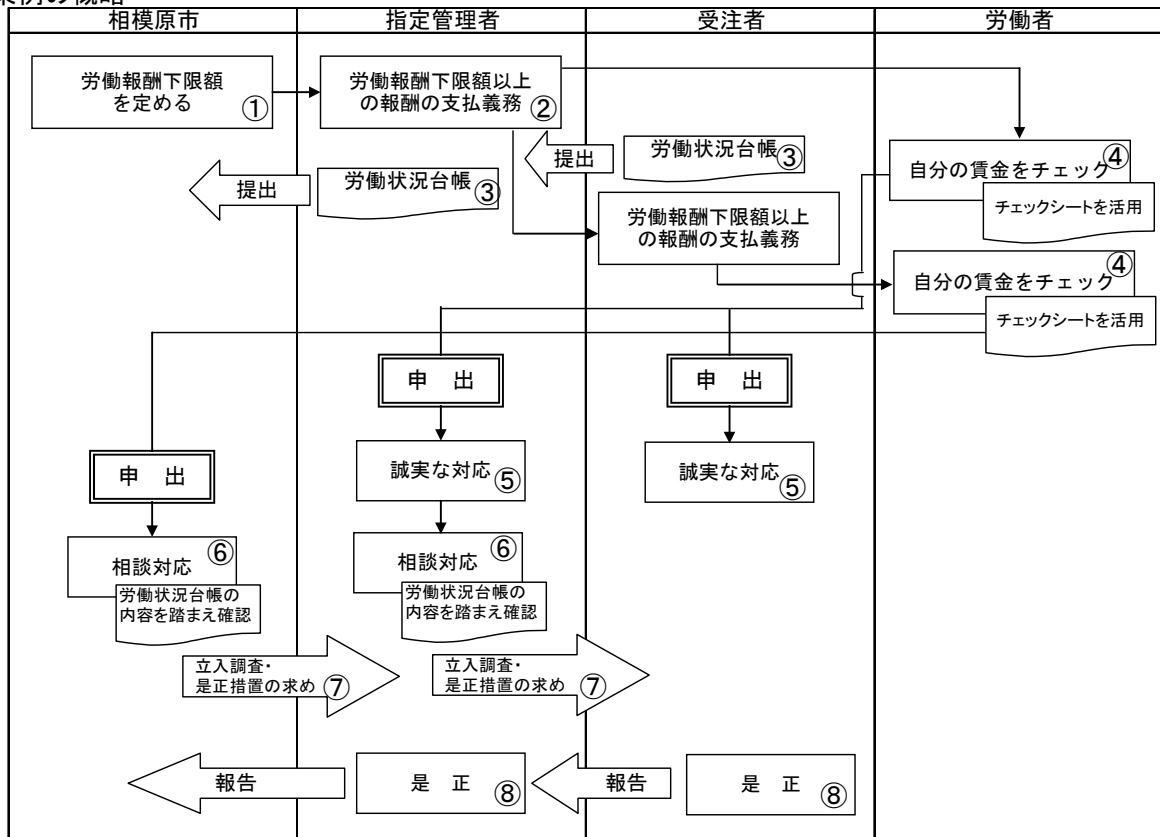 相模原市
指定管理者
受注者
労働者
労働報酬下限額
を定める
①
労働報酬下限額以上
の報酬の支払義務
②
提出
労働状況台帳
③
提出
労働状況台帳
③
自分の賃金をチェック
④
チェックシートを活用
労働報酬下限額以上
の報酬の支払義務
自分の賃金をチェック
④
チェックシートを活用
申 出
申 出
誠実な対応
⑤
誠実な対応
⑤
申 出
相談対応
⑥
労働状況台帳の
内容を踏まえ確認
相談対応
⑥
労働状況台帳の
内容を踏まえ確認
立入調査・
是正措置の求め
⑦
立入調査・
是正措置の求め
⑦
報告
是 正
⑧
報告
是 正
⑧